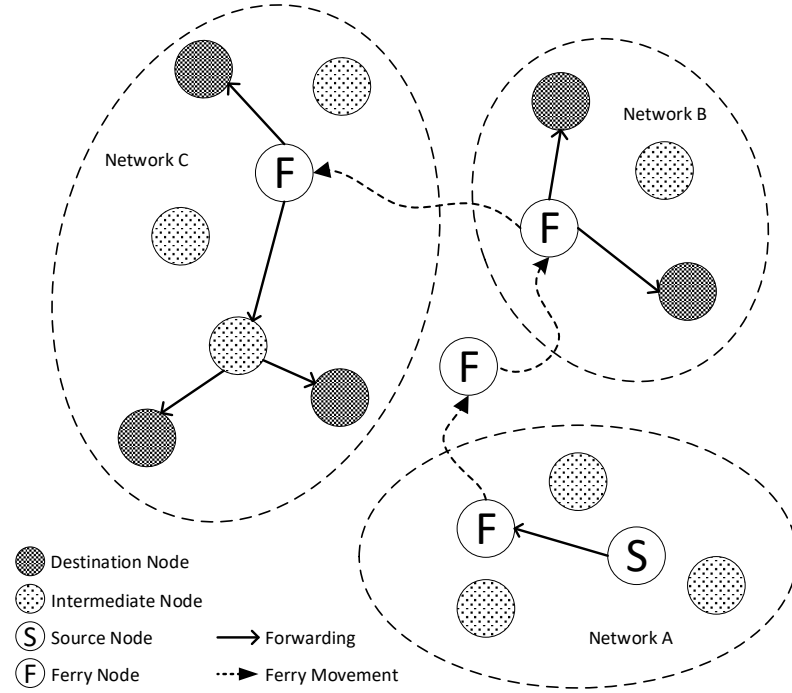 Network B
Network C
F
F
F
F
S
Network A
Destination Node
Intermediate Node
S Source Node
Forwarding
F Ferry Node
Ferry Movement